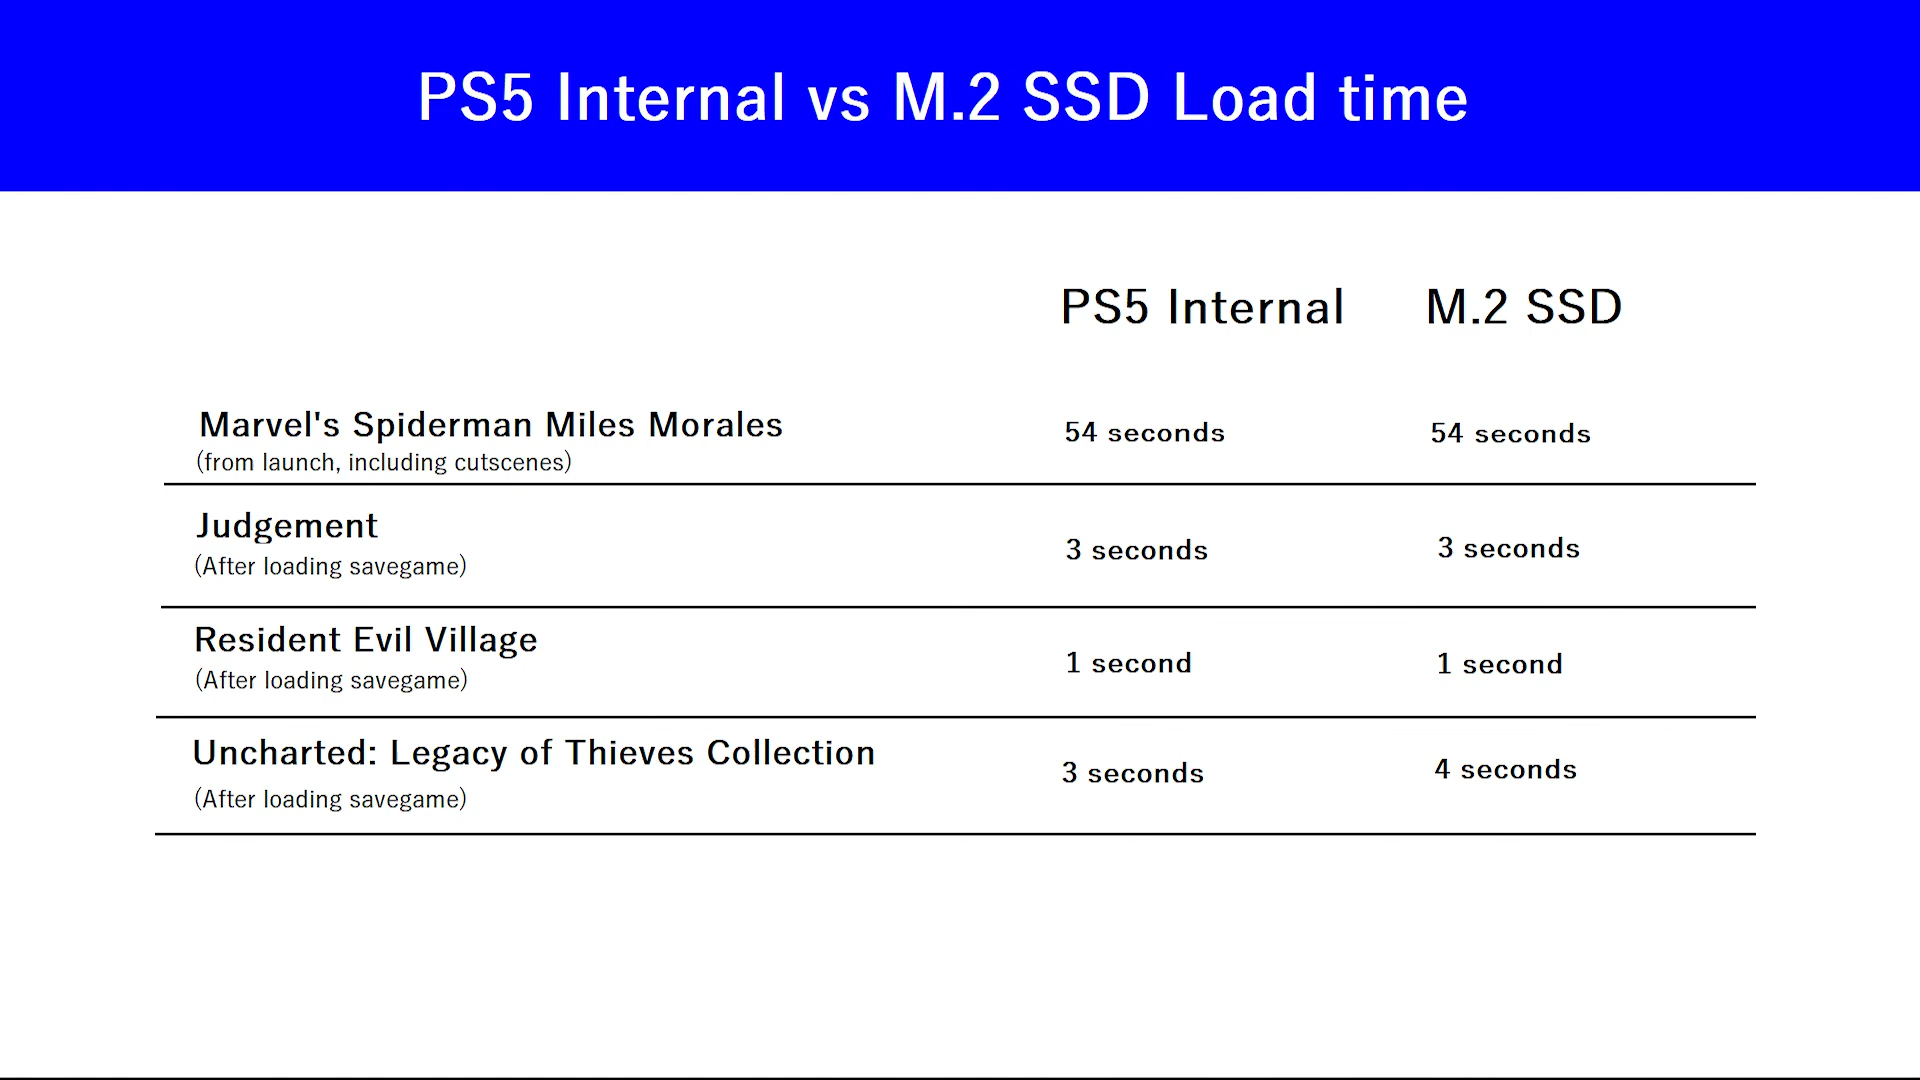 PS5 Internal vs M.2 SSD Load time
PS5 Internal M.2 SSD
Marvel's Spiderman Miles Morales 54 seconds 54 seconds
(from launch, including cutscenes)
Judgement
3 seconds 3 seconds
(After loading savegame)
Resident Evil Village
1 second 1 second
(After loading savegame)
Uncharted: Legacy of Thieves Collection
3 seconds 4 seconds
(After loading savegame)